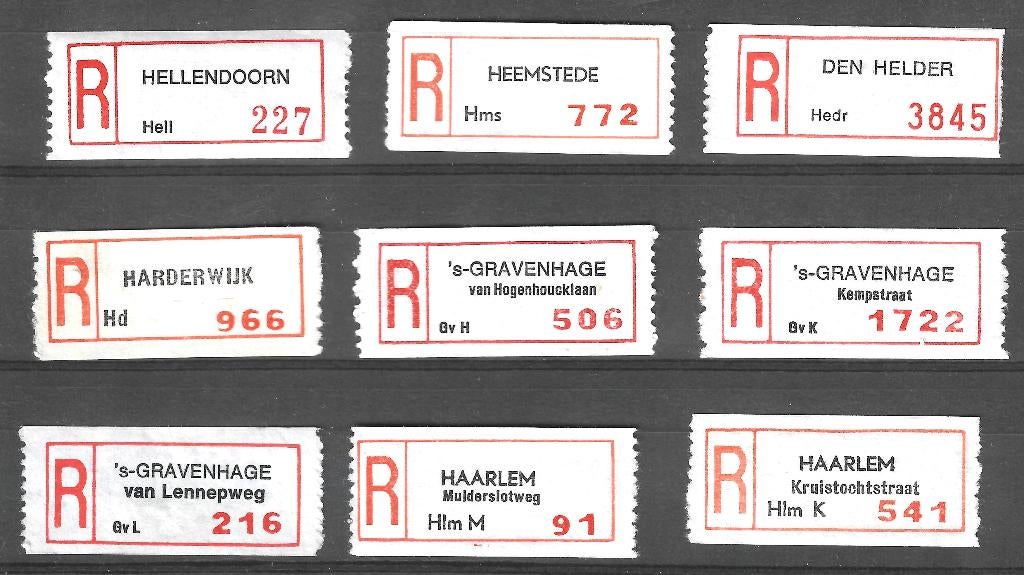 R
HELLENDOORN
Hell 227
R
HEEMSTEDE
Hms 772
R
DEN HELDER
Hedr 3845
R
HARDERWIJK
Hd 966
R
's-GRAVENHAGE
van Hogenhoucklaan
Gv H 506
R
's-GRAVENHAGE
Kempstraat
Gv K 1722
R
's-GRAVENHAGE
van Lennepweg
Gv L 216
R
HAARLEM
Mulderslotweg
Hlm M 91
R
HAARLEM
Kruistochtstraat
Hlm K 541